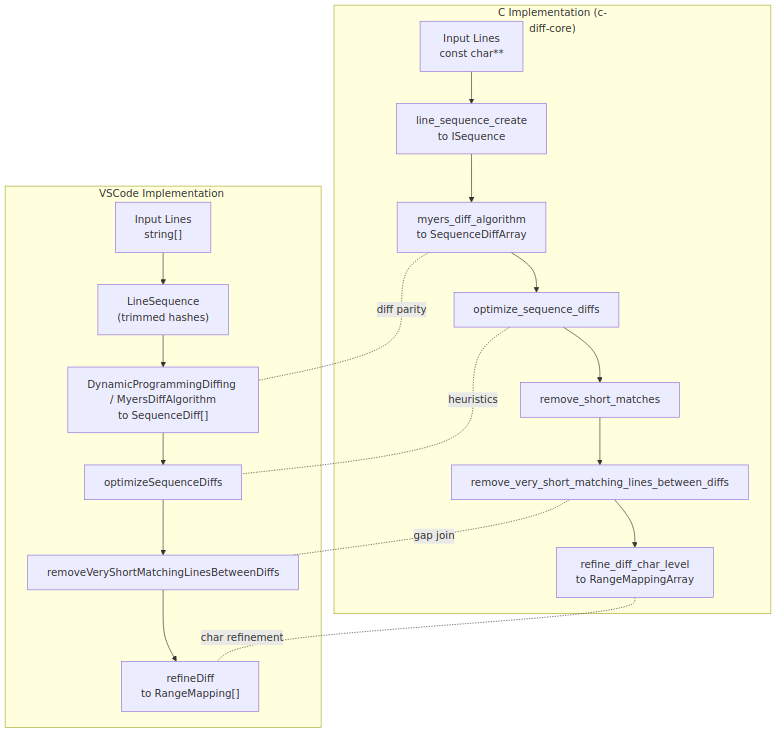 C Implementation (c-
diff-core)
Input Lines
const char**
line_sequence_create
to ISequence
myers_diff_algorithm
to SequenceDiffArray
optimize_sequence_diffs
remove_short_matches
remove_very_short_matching_lines_between_diffs
refine_diff_char_level
to RangeMappingArray
VSCode Implementation
Input Lines
string[]
LineSequence
(trimmed hashes)
DynamicProgrammingDiffing
/ MyersDiffAlgorithm
to SequenceDiff[]
optimizeSequenceDiffs
removeVeryShortMatchingLinesBetweenDiffs
refineDiff
to RangeMapping[]
diff parity
heuristics
gap join
char refinement